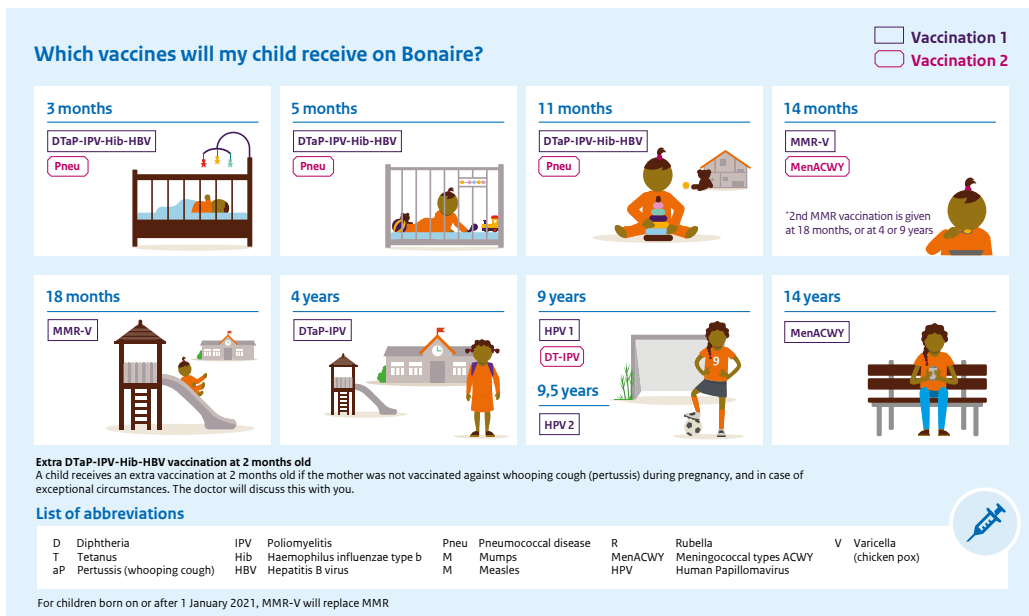 Which vaccines will my child receive on Bonaire?
Vaccination 1
Vaccination 2
3 months
DTaP-IPV-Hib-HBV
Pneu
5 months
DTaP-IPV-Hib-HBV
Pneu
11 months
DTaP-IPV-Hib-HBV
Pneu
14 months
MMR-V
MenACWY
*2nd MMR vaccination is given
at 18 months, or at 4 or 9 years
18 months
MMR-V
4 years
DTaP-IPV
9 years
HPV 1
DT-IPV
9,5 years
HPV 2
9
14 years
MenACWY
Extra DTaP-IPV-Hib-HBV vaccination at 2 months old
A child receives an extra vaccination at 2 months old if the mother was not vaccinated against whooping cough (pertussis) during pregnancy, and in case of
exceptional circumstances. The doctor will discuss this with you.
List of abbreviations
D Diphtheria
T Tetanus
aP Pertussis (whooping cough)
IPV Poliomyelitis
Hib Haemophilus influenzae type b
HBV Hepatitis B virus
Pneu Pneumococcal disease
M Mumps
M Measles
R Rubella
MenACWY Meningococcal types ACWY
HPV Human Papillomavirus
V Varicella
(chicken pox)
For children born on or after 1 January 2021, MMR-V will replace MMR